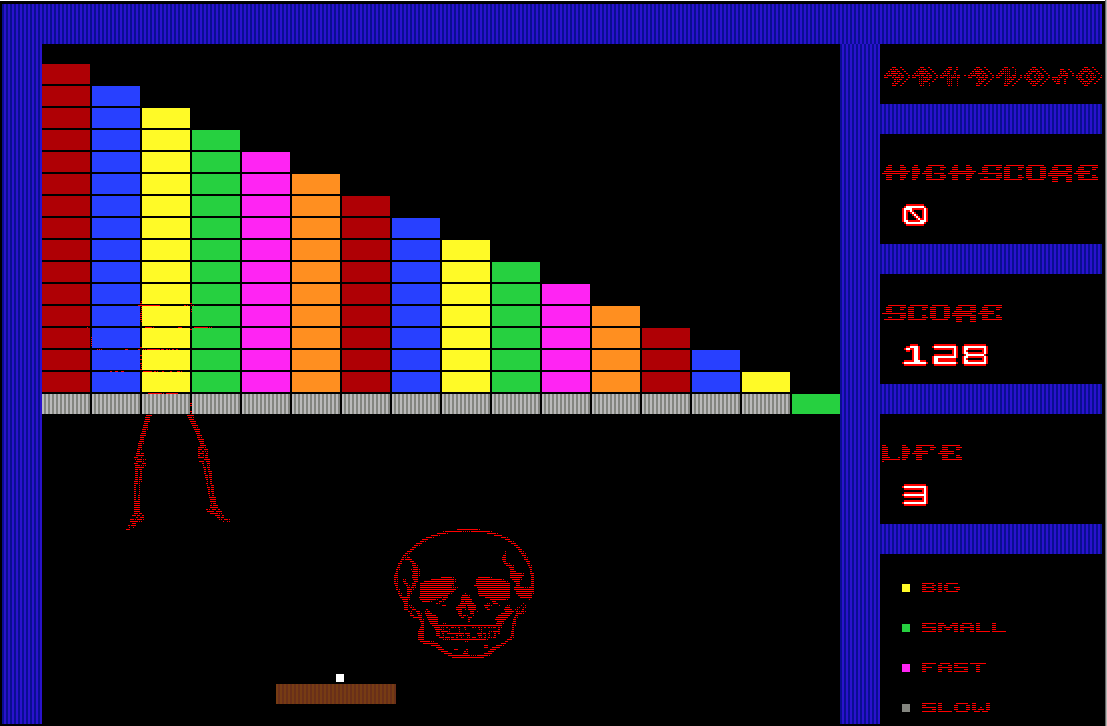 HIGHSCORE
0
SCORE
128
LIFE
3
BIG
SMALL
FAST
SLOW